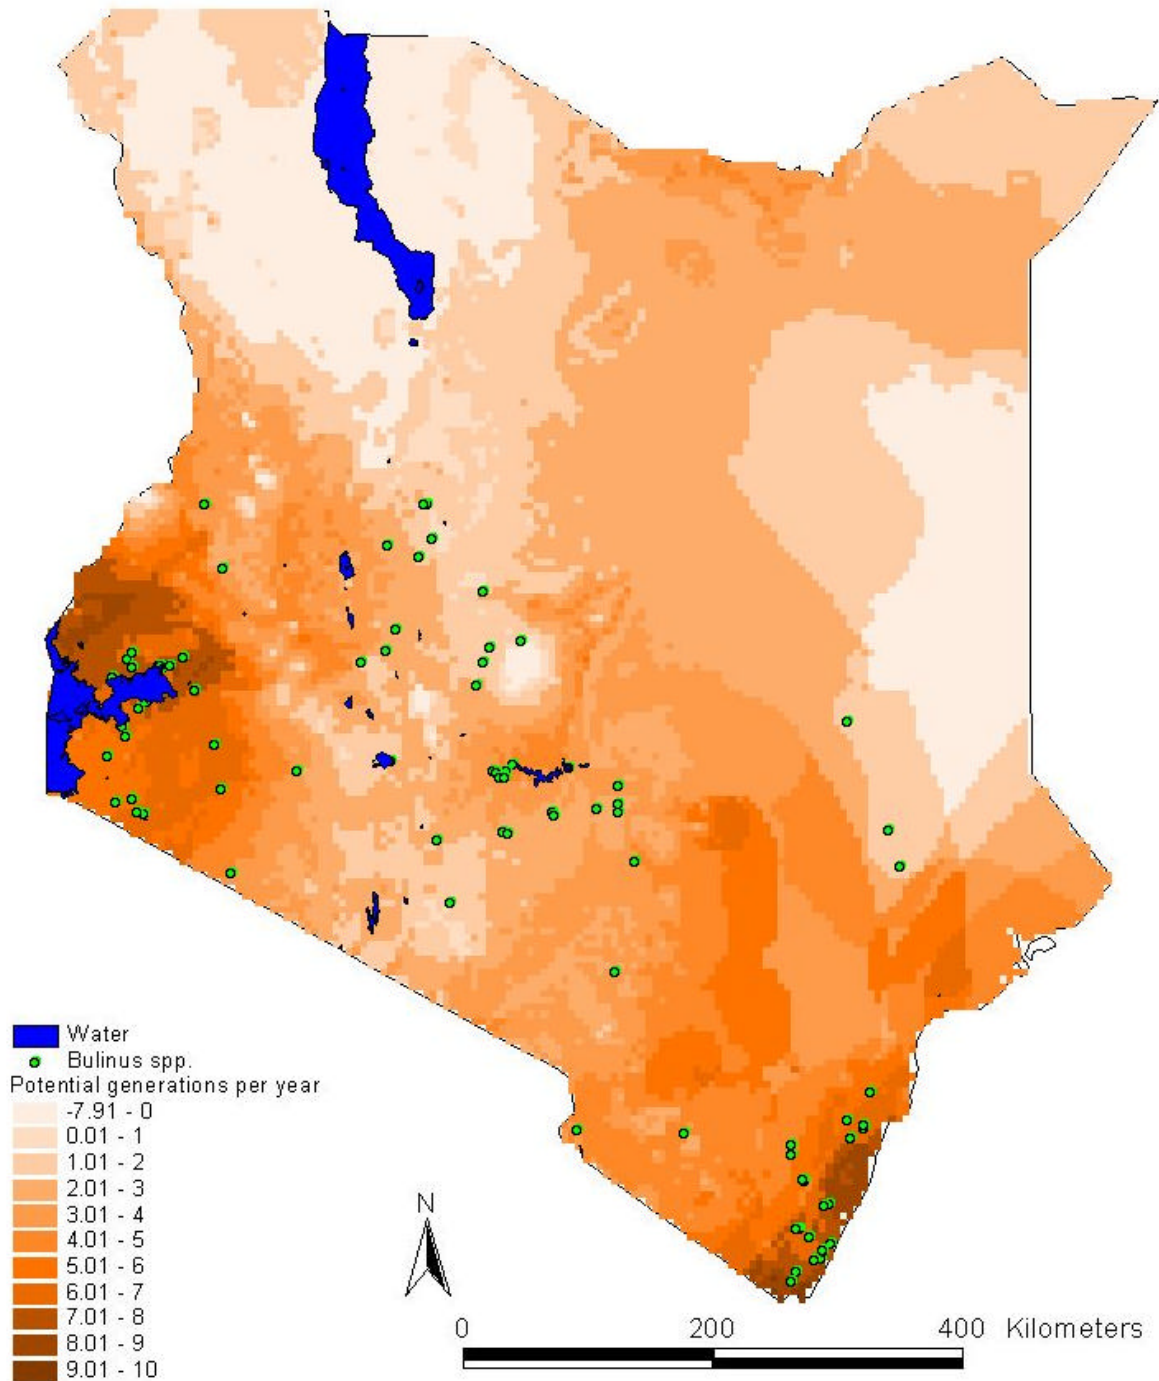 Water
Bulinus spp.
Potential generations per year
-7.91 - 0
0.01 - 1
1.01 - 2
2.01 - 3
3.01 - 4
4.01 - 5
5.01 - 6
6.01 - 7
7.01 - 8
8.01 - 9
9.01 - 10
N
0 200 400 Kilometers